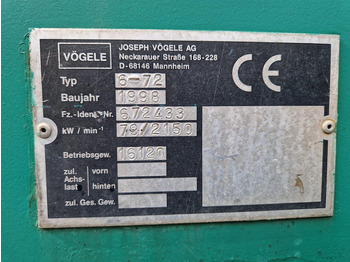 VÖGELE
JOSEPH VÖGELE AG
Neckarauer Straße 168-228
D-68146 Mannheim
CE
Typ 6-72
Baujahr 1998
Fz.-Ident.Nr. 672433
kW / min⁻¹ 79/2150
Betriebsgew. 16120
zul. Achs- last vorn
hinten
zul. Ges. Gew.